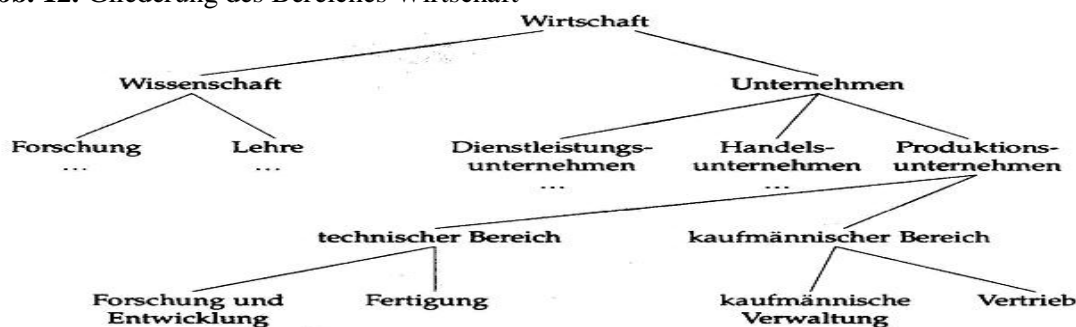 12: Gliederung des Bereiches Wirtschaft
Wirtschaft
Wissenschaft Unternehmen
Forschung Lehre Dienstleistungs- Handels- Produktions-
unternehmen unternehmen unternehmen
... ... ... ...
technischer Bereich kaufmännischer Bereich
Forschung und Fertigung kaufmännische Vertrieb
Entwicklung Verwaltung